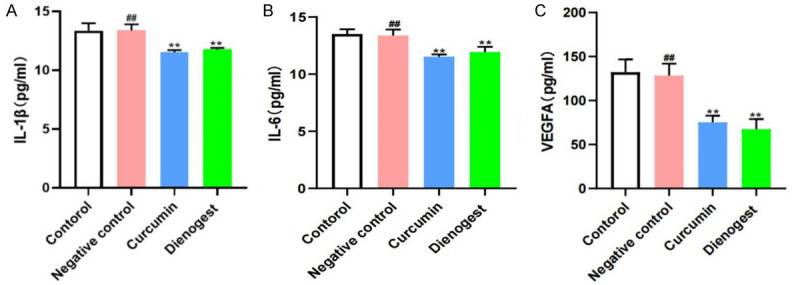 A
IL-1β(pg/ml)
15
10
5
0
##
**
**
Contorol
Negative control
Curcumin
Dienogest
B
IL-6(pg/ml)
15
10
5
0
##
**
**
Contorol
Negative control
Curcumin
Dienogest
C
VEGFA(pg/ml)
200
150
100
50
0
##
**
**
Contorol
Negative control
Curcumin
Dienogest